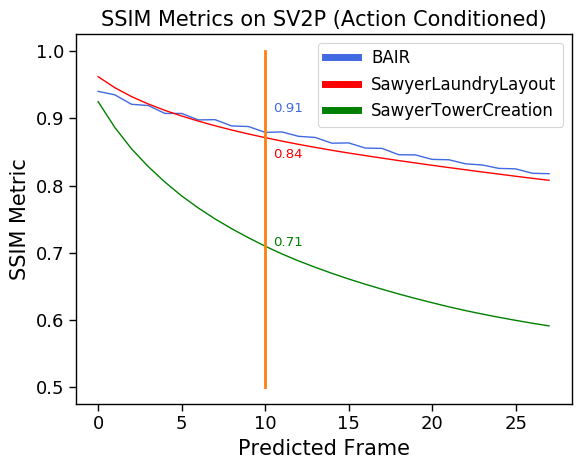 SSIM Metrics on SV2P (Action Conditioned)
BAIR
SawyerLaundryLayout
SawyerTowerCreation
SSIM Metric
1.0
0.9
0.8
0.7
0.6
0.5
0.91
0.84
0.71
0 5 10 15 20 25
Predicted Frame